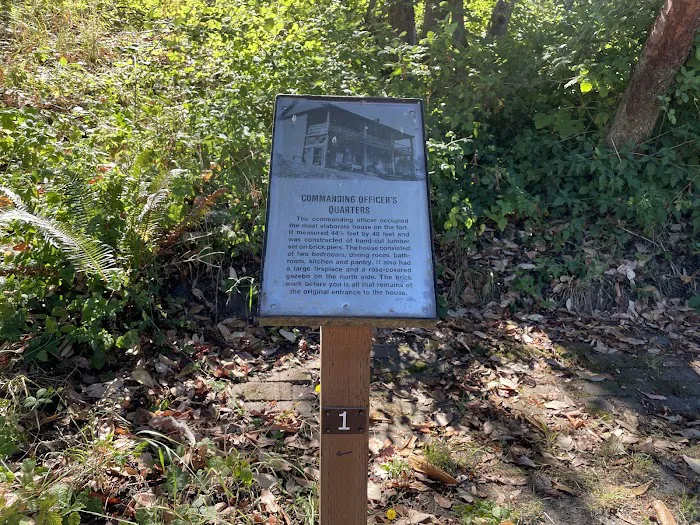 COMMANDING OFFICER'S
QUARTERS
The commanding officer occupied
the most elaborate house on the fort.
It measured 44½ feet by 40 feet and
was constructed of hand-cut lumber
set on brick piers. The house consisted
of two bedrooms, dining room, bath-
room, kitchen and pantry. It also had
a large fireplace and a rose-covered
gazebo on the north side. The brick
work before you is all that remains of
the original entrance to the house.
1